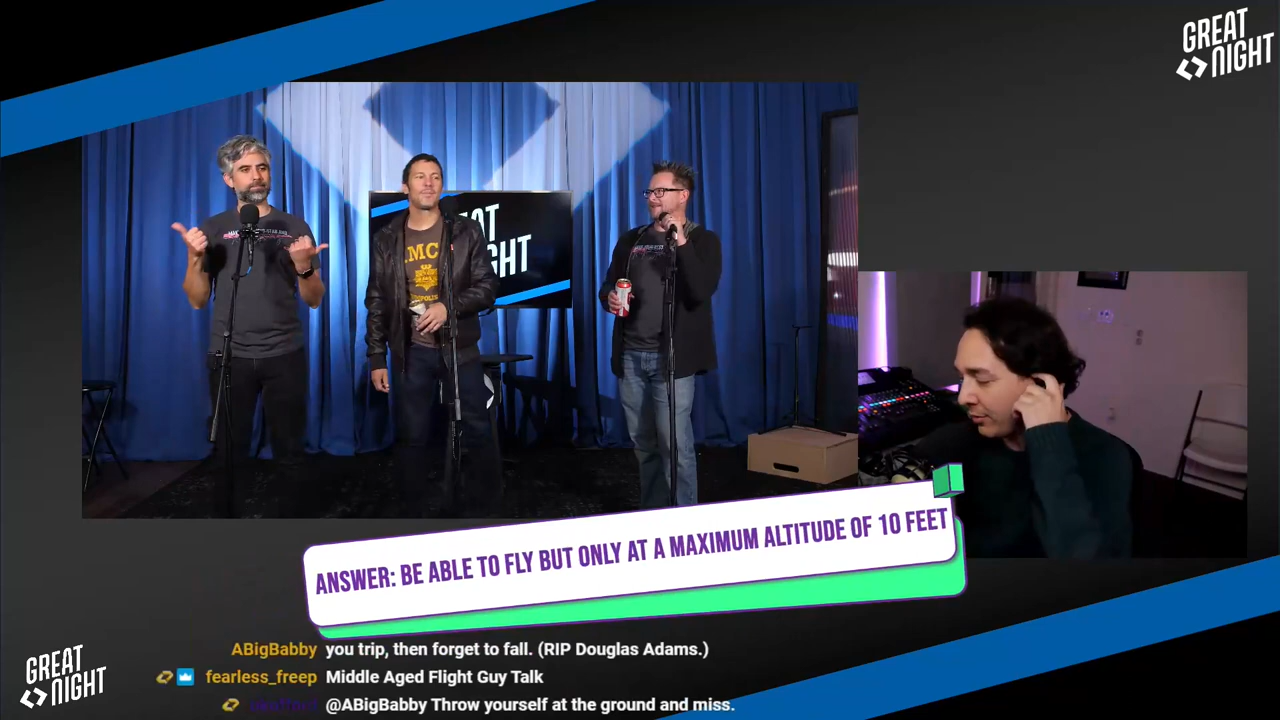 GREAT
NIGHT
.MC
GREAT
NIGHT
ANSWER: BE ABLE TO FLY BUT ONLY AT A MAXIMUM ALTITUDE OF 10 FEET
ABigBabby you trip, then forget to fall. (RIP Douglas Adams.)
fearless_freep Middle Aged Flight Guy Talk
@ABigBabby Throw yourself at the ground and miss.